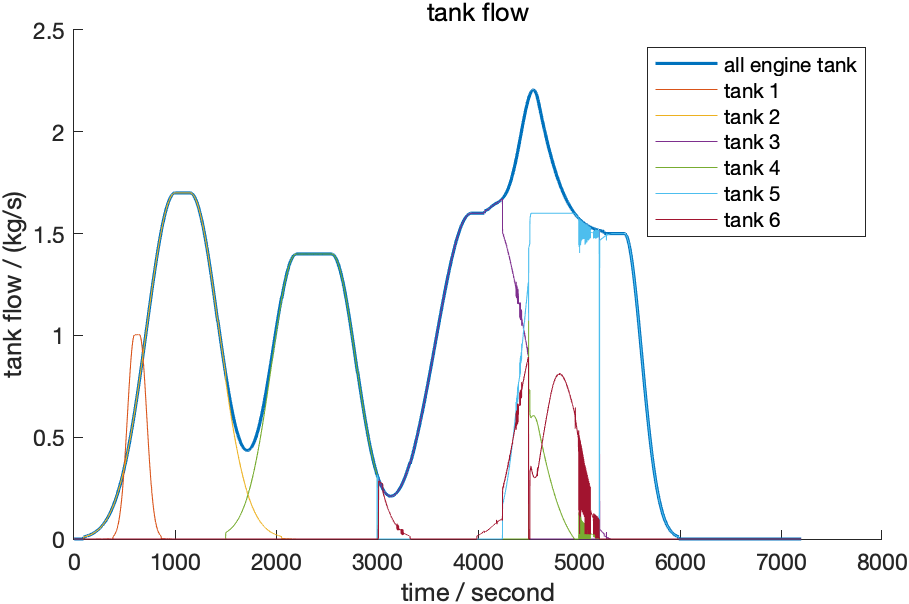 tank flow
tank flow / (kg/s)
2.5
2
1.5
1
0.5
0
all engine tank
tank 1
tank 2
tank 3
tank 4
tank 5
tank 6
0 1000 2000 3000 4000 5000 6000 7000 8000
time / second